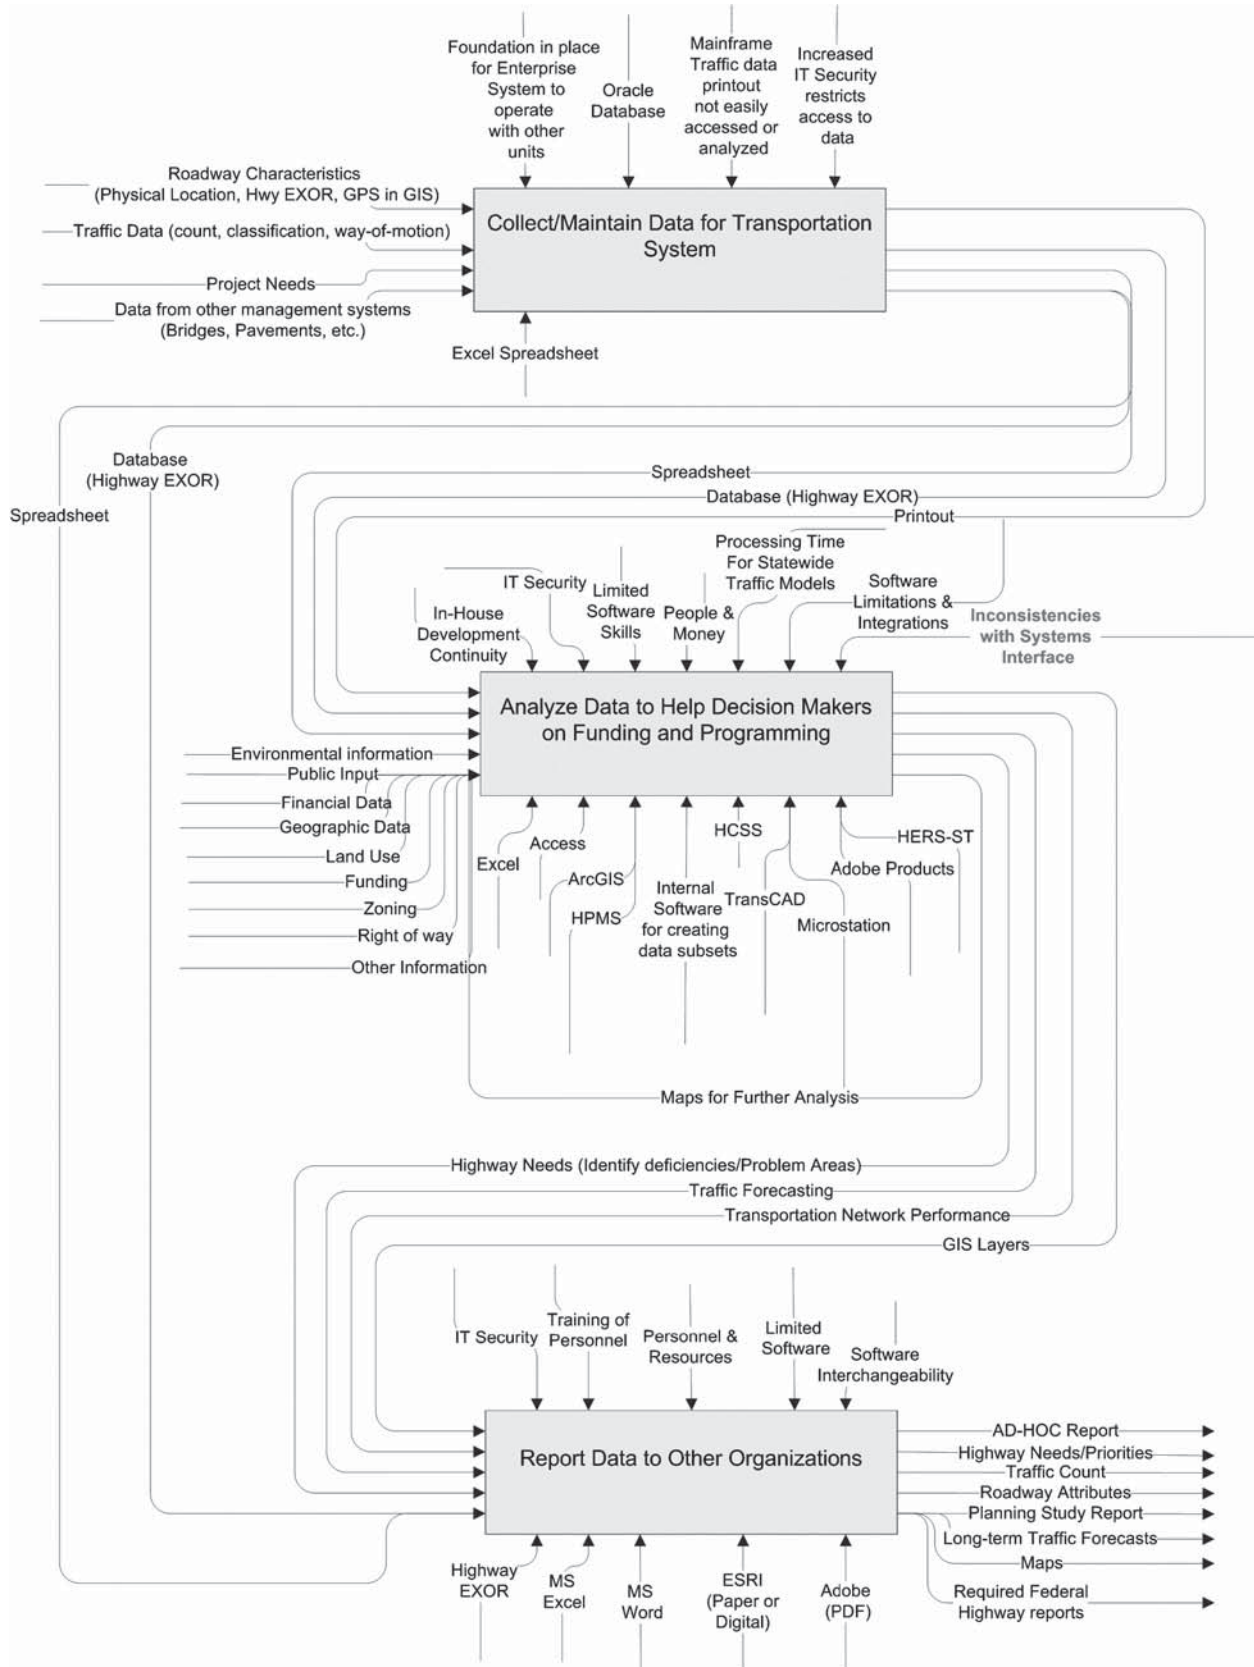 Foundation in place
for Enterprise
System to
operate
with other
units
Oracle
Database
Mainframe
Traffic data
printout
not easily
accessed or
analyzed
Increased
IT Security
restricts
access to
data
Roadway Characteristics
(Physical Location, Hwy EXOR, GPS in GIS)
Traffic Data (count, classification, way-of-motion)
Project Needs
Data from other management systems
(Bridges, Pavements, etc.)
Collect/Maintain Data for Transportation
System
Excel Spreadsheet
Database
(Highway EXOR)
Spreadsheet
Spreadsheet
Database (Highway EXOR)
Printout
In-House
Development
Continuity
IT Security
Limited
Software
Skills
People &
Money
Processing Time
For Statewide
Traffic Models
Software
Limitations &
Integrations
Inconsistencies
with Systems
Interface
Analyze Data to Help Decision Makers
on Funding and Programming
Environmental information
Public Input
Financial Data
Geographic Data
Land Use
Funding
Zoning
Right of way
Other Information
Excel
Access
ArcGIS
HPMS
Internal
Software
for creating
data subsets
HCSS
TransCAD
Microstation
Adobe Products
HERS-ST
Maps for Further Analysis
Highway Needs (Identify deficiencies/Problem Areas)
Traffic Forecasting
Transportation Network Performance
GIS Layers
IT Security
Training of
Personnel
Personnel &
Resources
Limited
Software
Software
Interchangeability
Report Data to Other Organizations
AD-HOC Report
Highway Needs/Priorities
Traffic Count
Roadway Attributes
Planning Study Report
Long-term Traffic Forecasts
Maps
Required Federal
Highway reports
Highway
EXOR
MS
Excel
MS
Word
ESRI
(Paper or
Digital)
Adobe
(PDF)